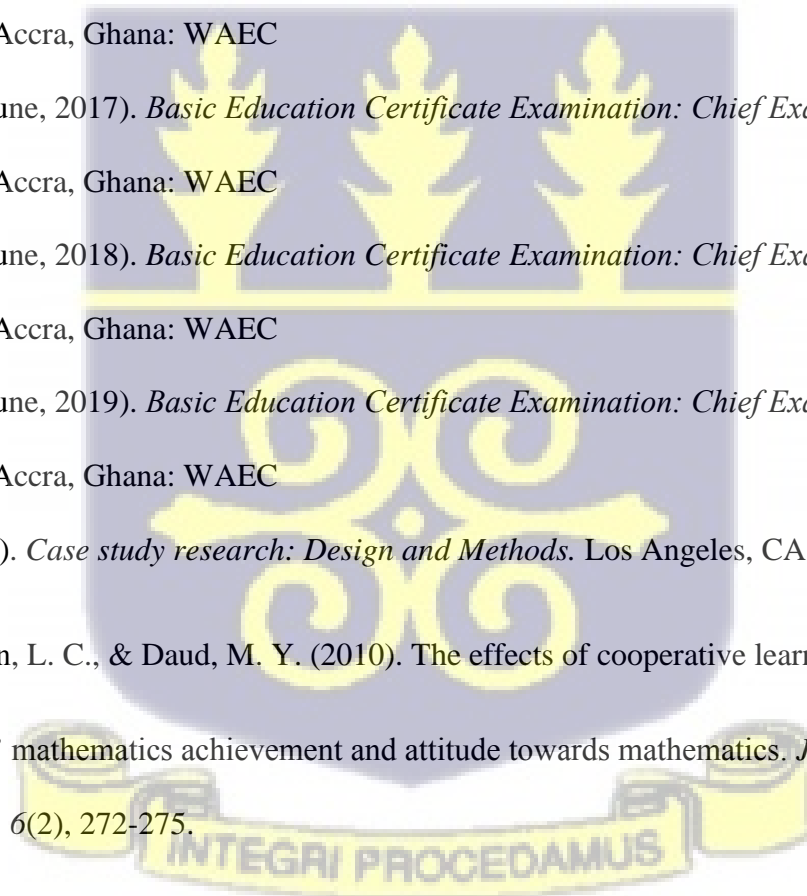 Accra, Ghana: WAEC
une, 2017). Basic Education Certificate Examination: Chief Exa
Accra, Ghana: WAEC
une, 2018). Basic Education Certificate Examination: Chief Exa
Accra, Ghana: WAEC
une, 2019). Basic Education Certificate Examination: Chief Exa
Accra, Ghana: WAEC
). Case study research: Design and Methods. Los Angeles, CA
n, L. C., & Daud, M. Y. (2010). The effects of cooperative learn
’ mathematics achievement and attitude towards mathematics. J
6(2), 272-275.
INTEGRI PROCEDAMUS